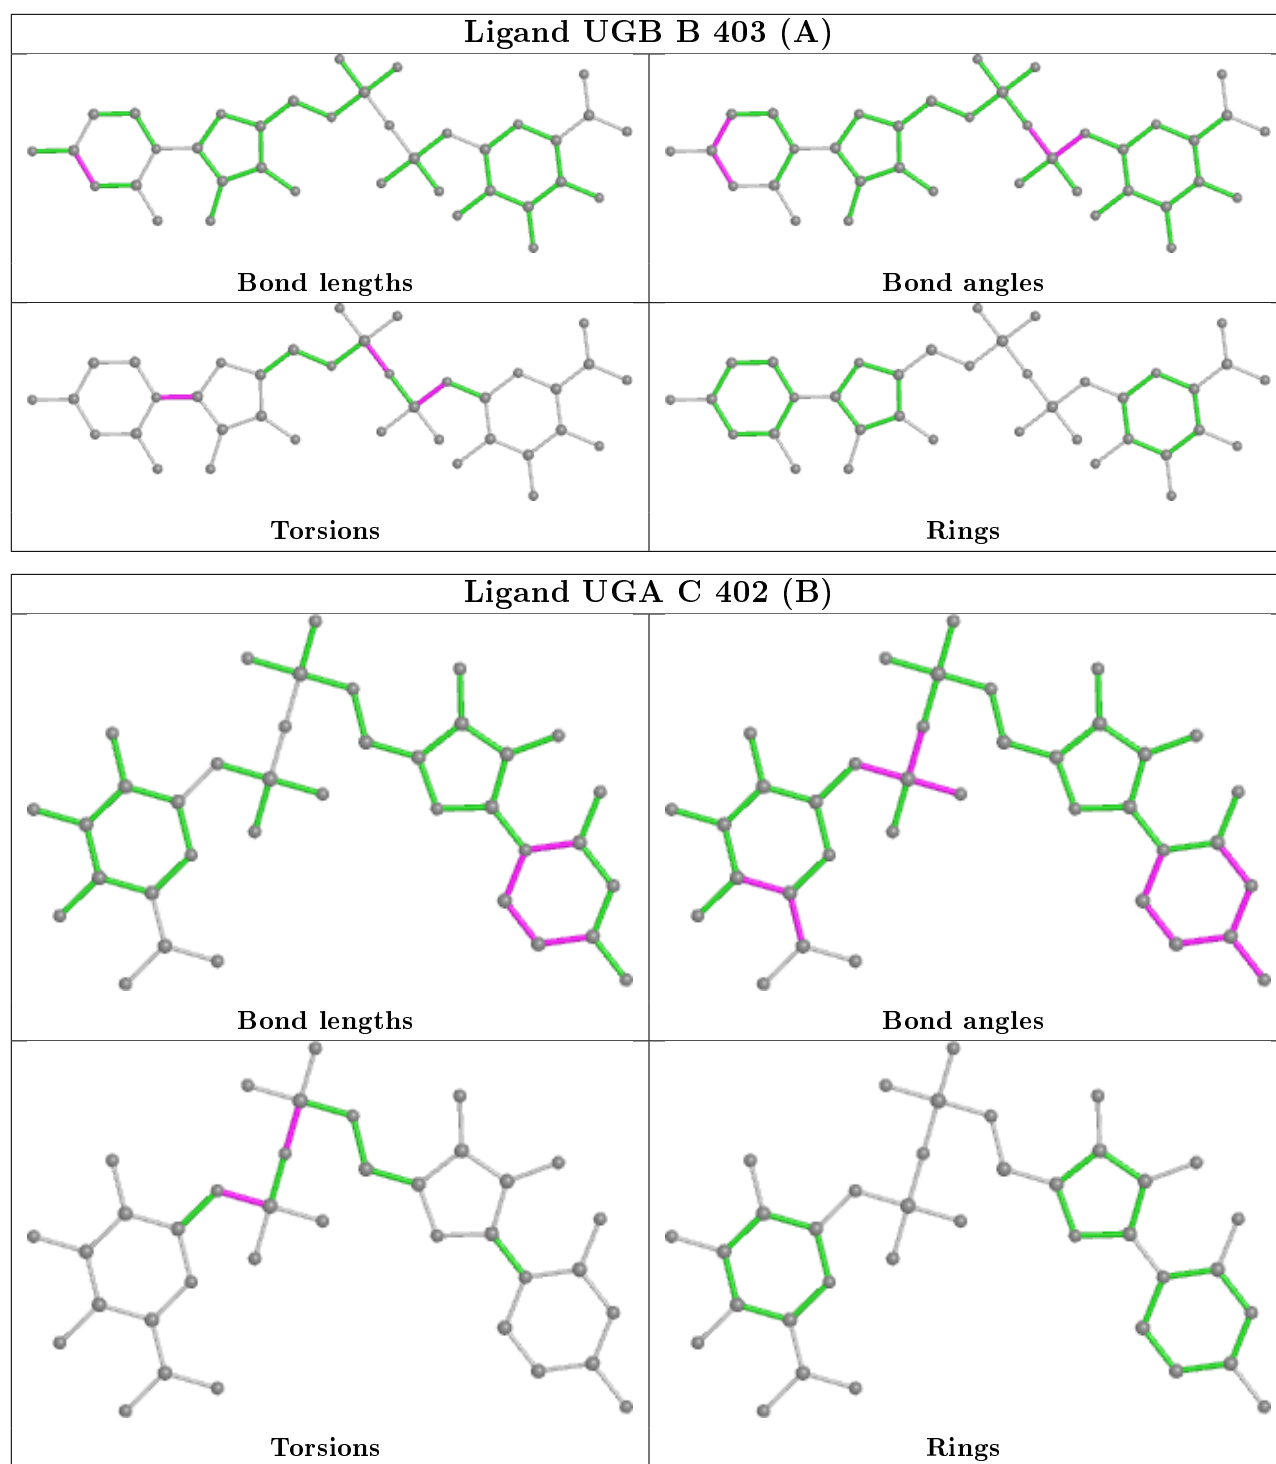 Ligand UGB B 403 (A)
Bond lengths
Bond angles
Torsions
Rings
Ligand UGA C 402 (B)
Bond lengths
Bond angles
Torsions
Rings